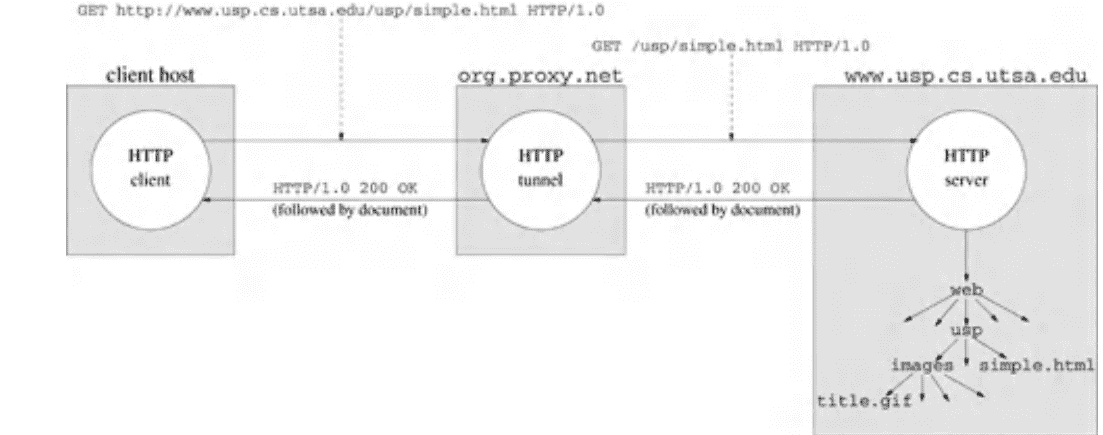 GET http://www.usp.cs.utsa.edu/usp/simple.html HTTP/1.0
GET /usp/simple.html HTTP/1.0
client host
org.proxy.net
www.usp.cs.utsa.edu
HTTP
client
HTTP/1.0 200 OK
(followed by document)
HTTP
tunnel
HTTP/1.0 200 OK
(followed by document)
HTTP
server
web
usp
images
simple.html
title.gif